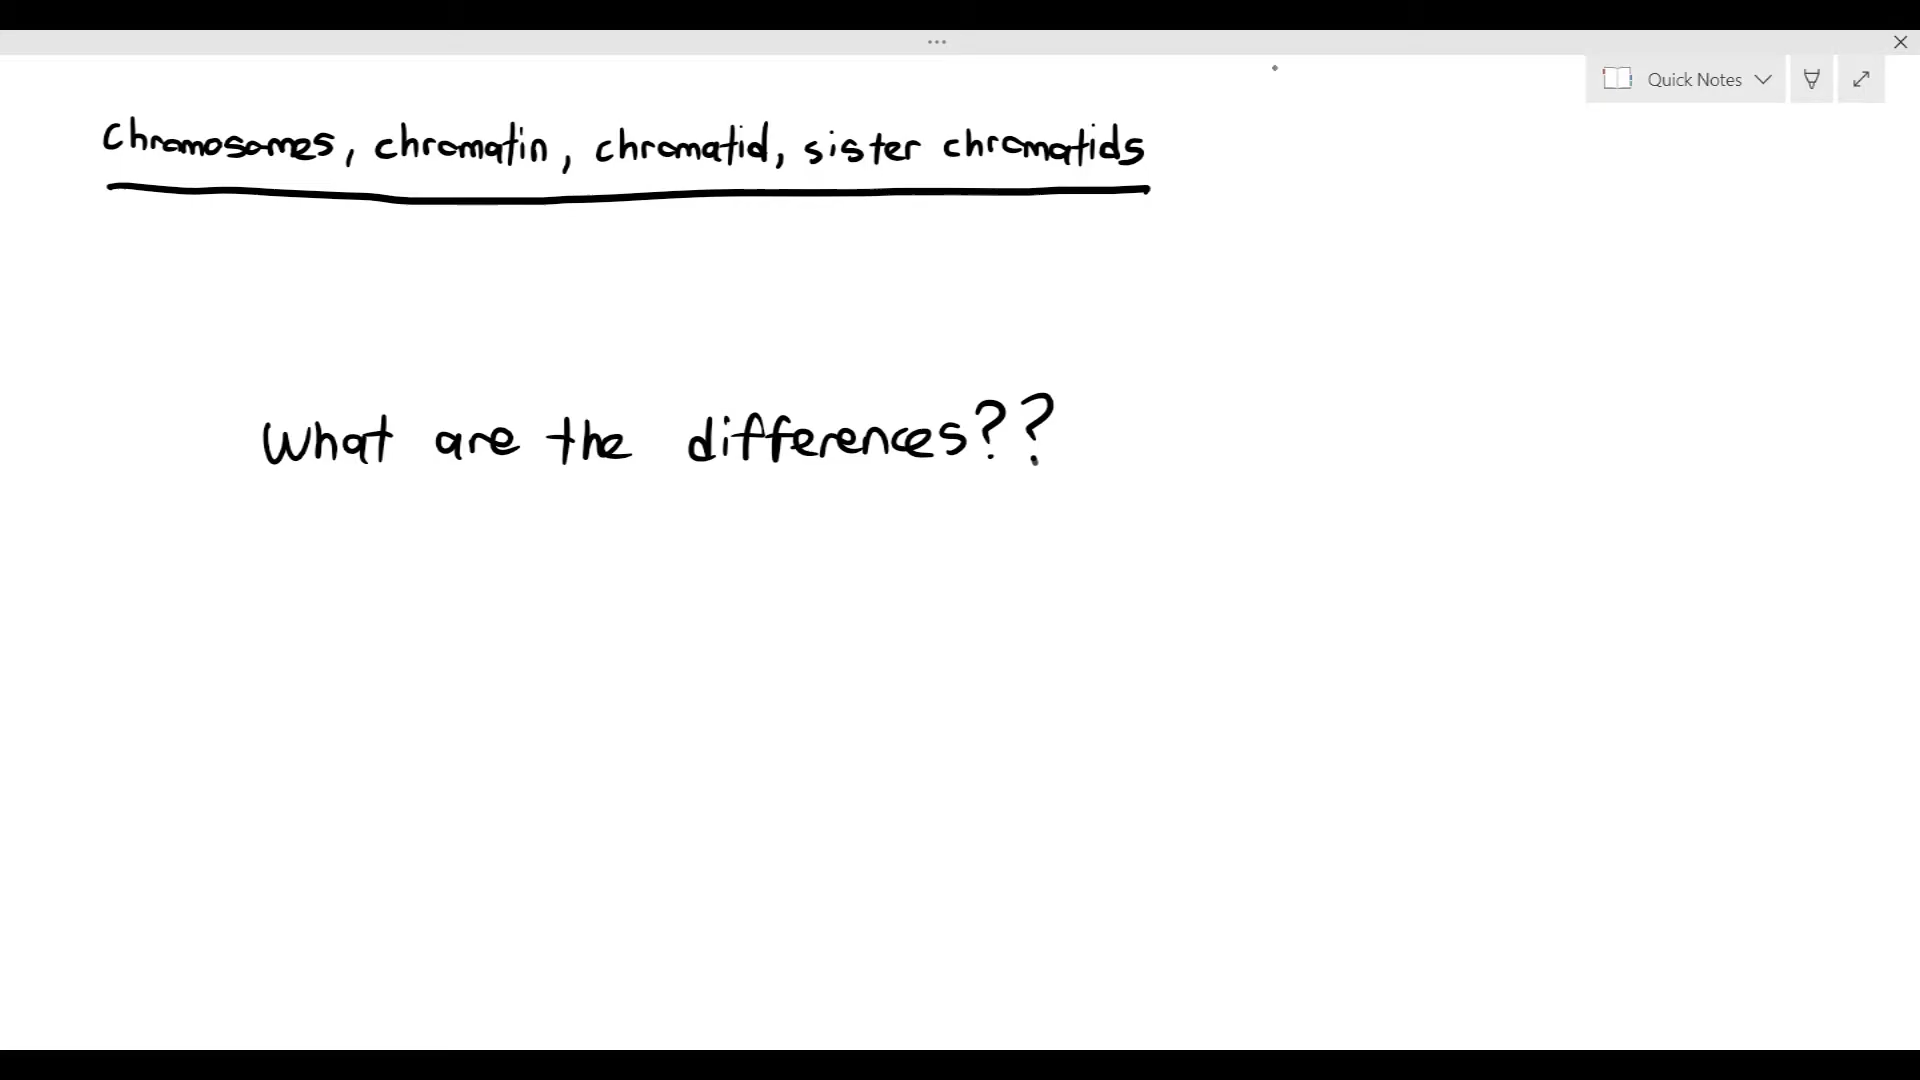 Quick Notes
Chromosomes, chromatin, chromatid, sister chromatids
What are the differences??